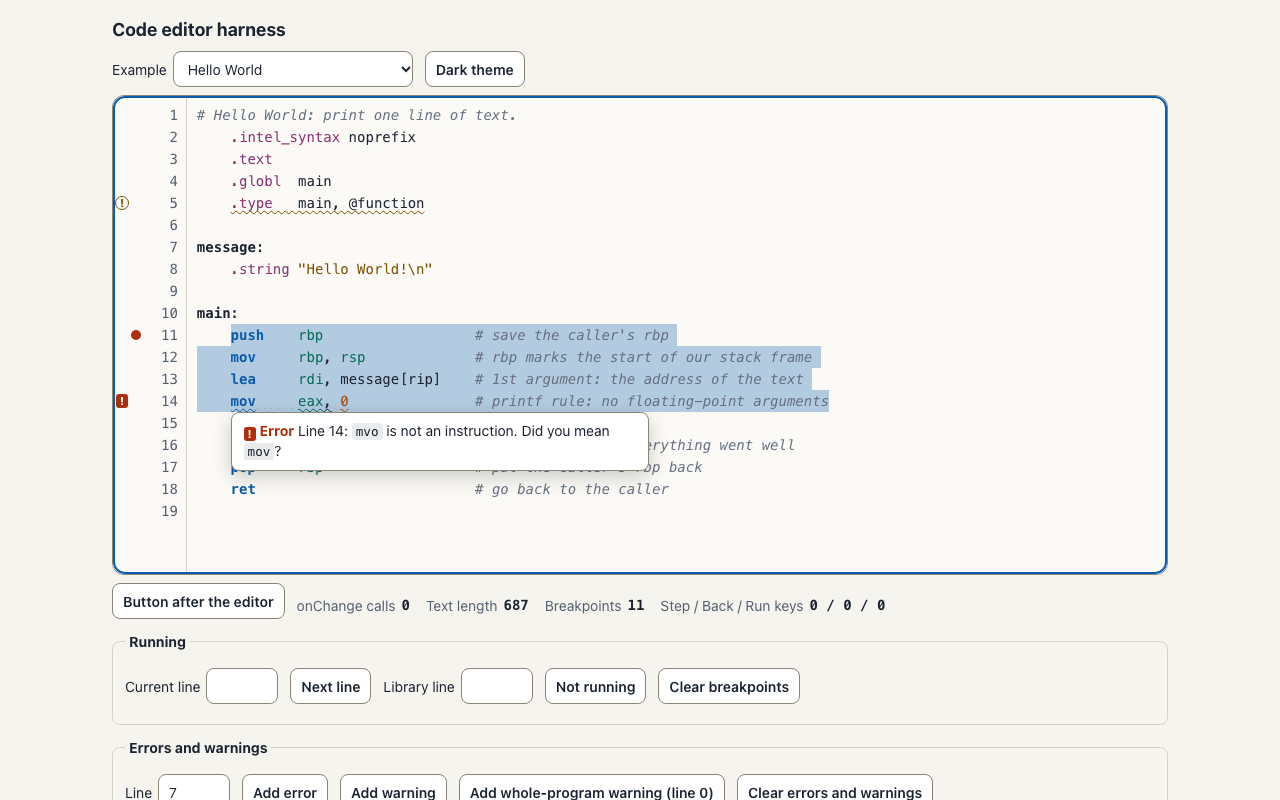 Code editor harness
Example Hello World Dark theme
1 # Hello World: print one line of text.
2 .intel_syntax noprefix
3 .text
4 .globl main
! 5 .type main, @function
6
7 message:
8 .string "Hello World!\n"
9
10 main:
11 push rbp # save the caller's rbp
12 mov rbp, rsp # rbp marks the start of our stack frame
13 lea rdi, message[rip] # 1st argument: the address of the text
! 14 mov eax, 0 # printf rule: no floating-point arguments
15
! Error Line 14: mvo is not an instruction. Did you mean
mov?
16 everything went well
17 back
18 ret # go back to the caller
19
Button after the editor onChange calls 0 Text length 687 Breakpoints 11 Step / Back / Run keys 0 / 0 / 0
Running
Current line Next line Library line Not running Clear breakpoints
Errors and warnings
Line 7 Add error Add warning Add whole-program warning (line 0) Clear errors and warnings